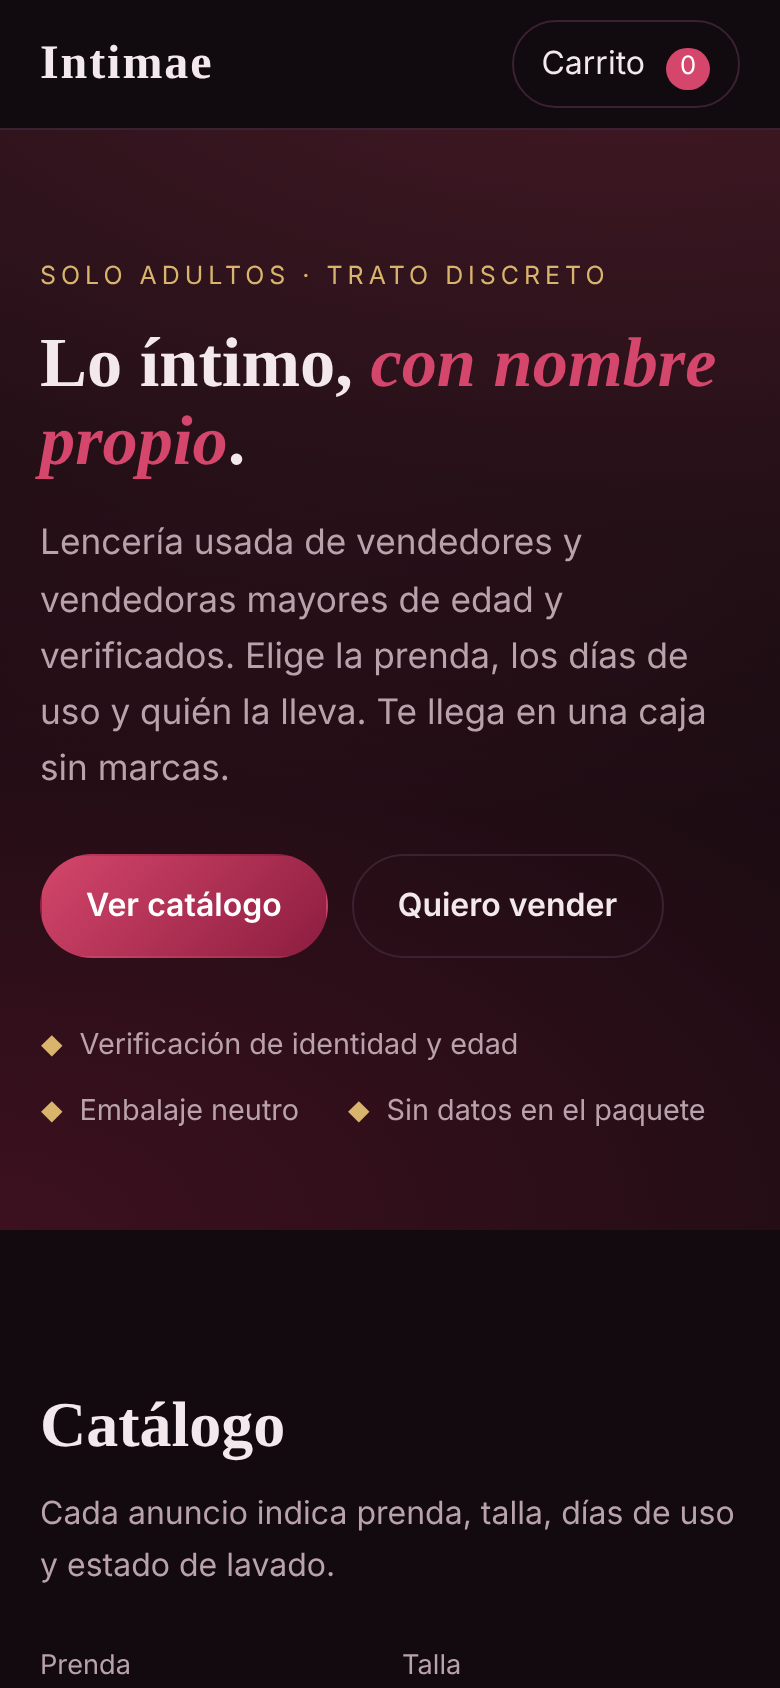 Intimae
Carrito 0
SOLO ADULTOS · TRATO DISCRETO
Lo íntimo, con nombre
propio.
Lencería usada de vendedores y
vendedoras mayores de edad y
verificados. Elige la prenda, los días de
uso y quién la lleva. Te llega en una caja
sin marcas.
Ver catálogo Quiero vender
◆ Verificación de identidad y edad
◆ Embalaje neutro ◆ Sin datos en el paquete
Catálogo
Cada anuncio indica prenda, talla, días de uso
y estado de lavado.
Prenda Talla